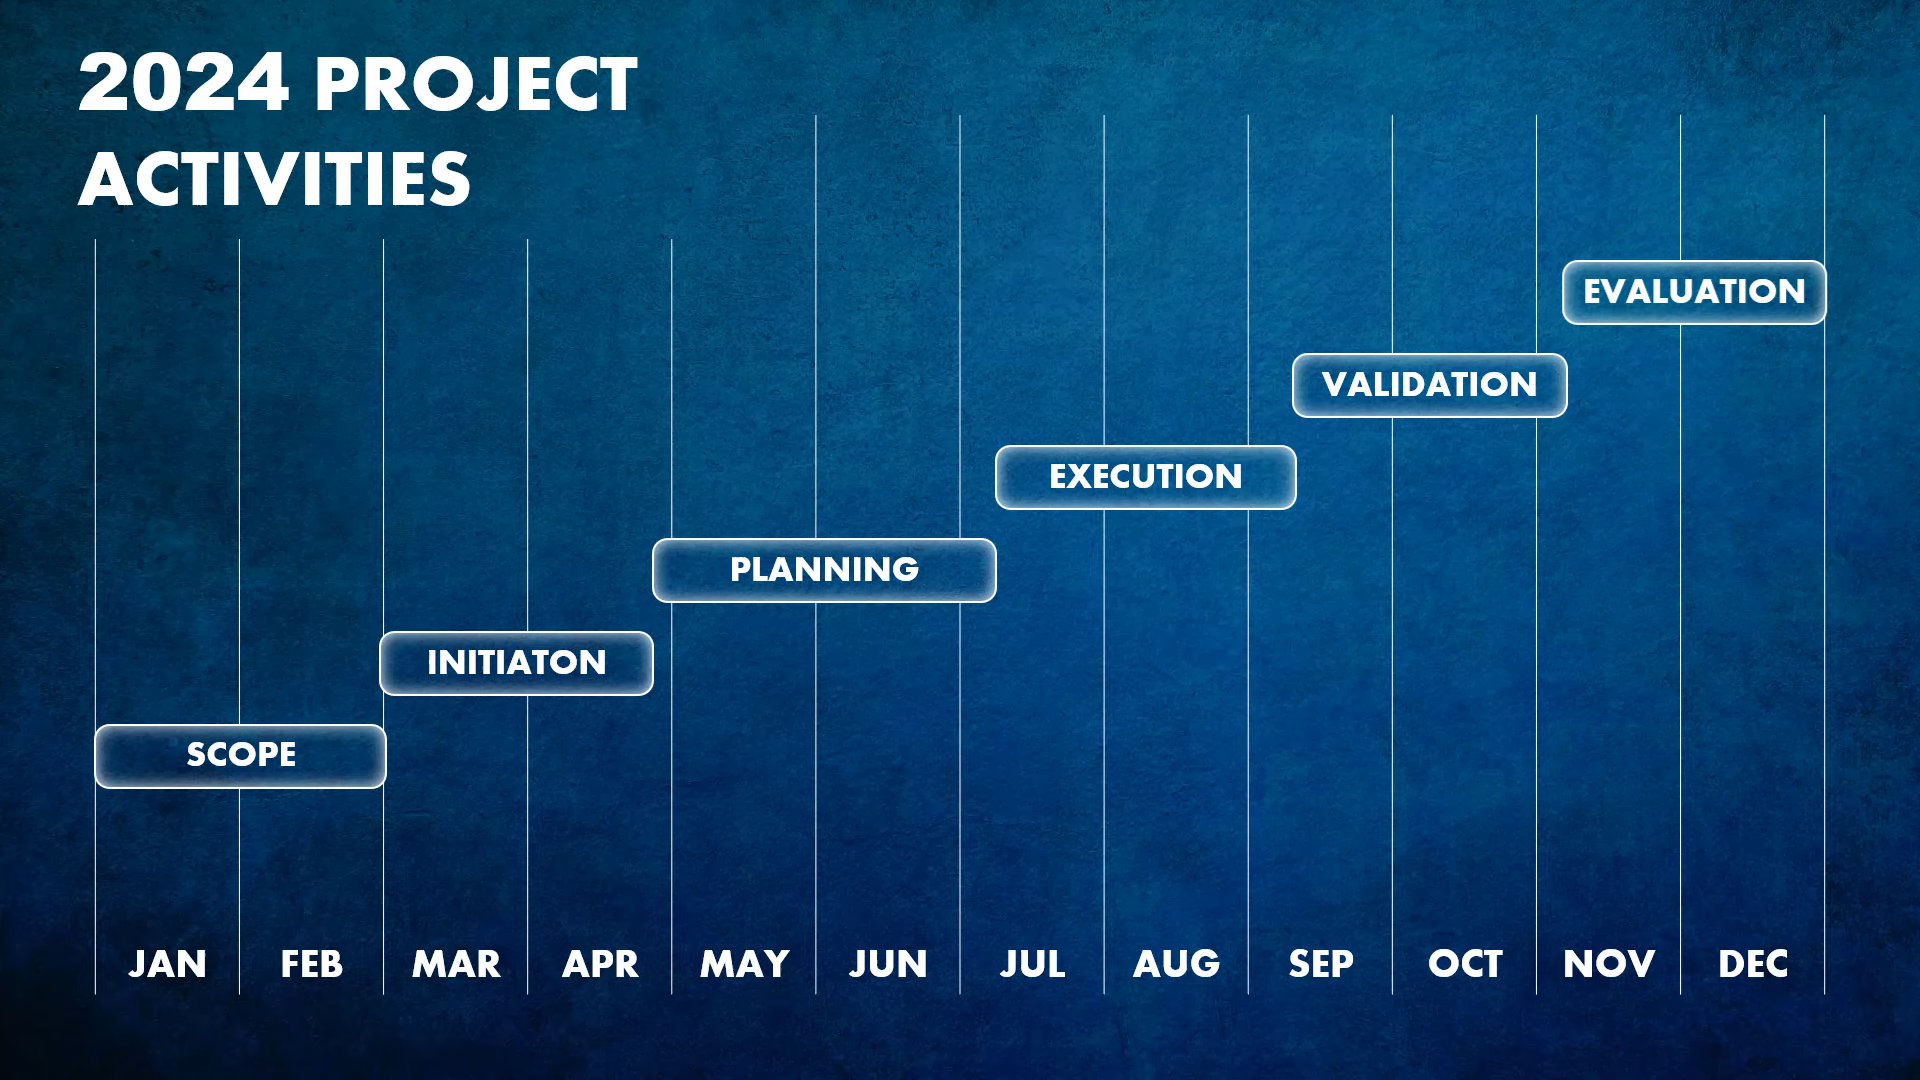 2024 PROJECT
ACTIVITIES
EVALUATION
VALIDATION
EXECUTION
PLANNING
INITIATON
SCOPE
JAN FEB MAR APR MAY JUN JUL AUG SEP OCT NOV DEC